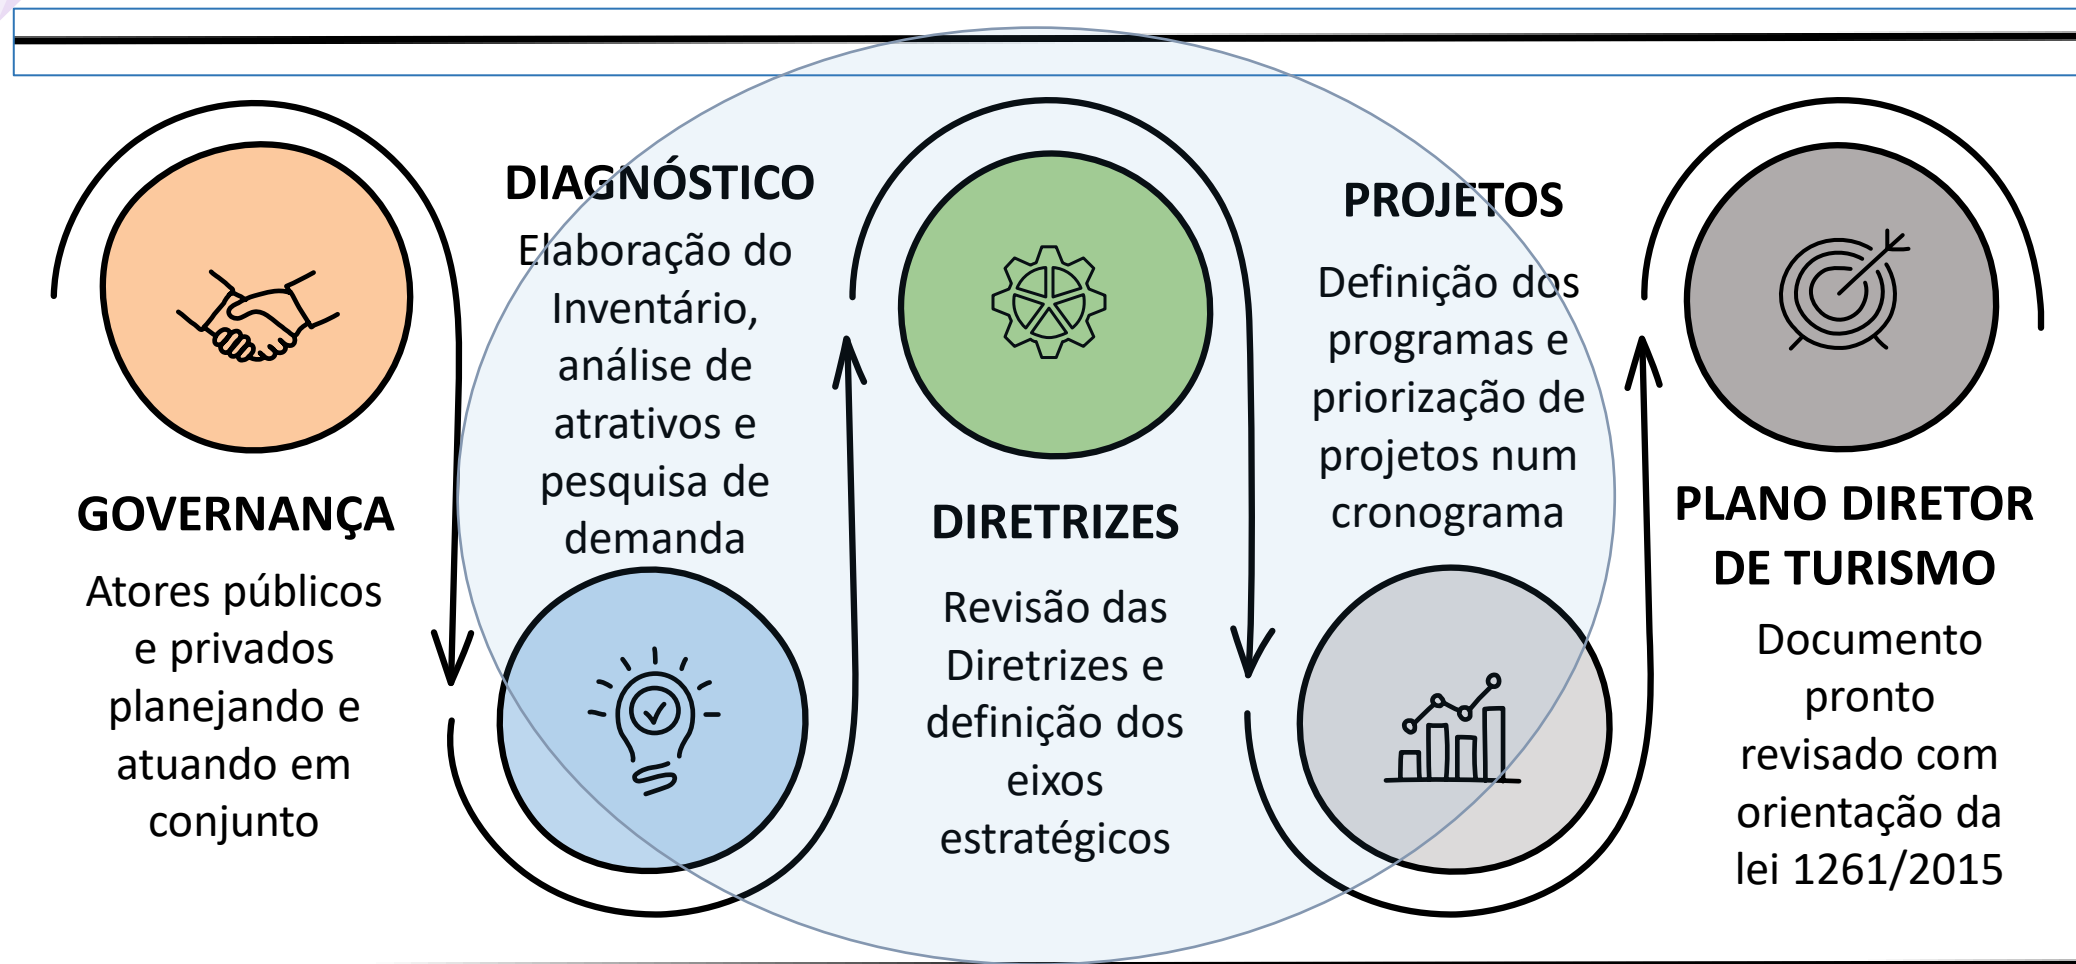 GOVERNANÇA
Atores públicos
e privados
planejando e
atuando em
conjunto
DIAGNÓSTICO
Elaboração do
Inventário,
análise de
atrativos e
pesquisa de
demanda
DIRETRIZES
Revisão das
Diretrizes e
definição dos
eixos
estratégicos
PROJETOS
Definição dos
programas e
priorização de
projetos num
cronograma
PLANO DIRETOR
DE TURISMO
Documento
pronto
revisado com
orientação da
lei 1261/2015